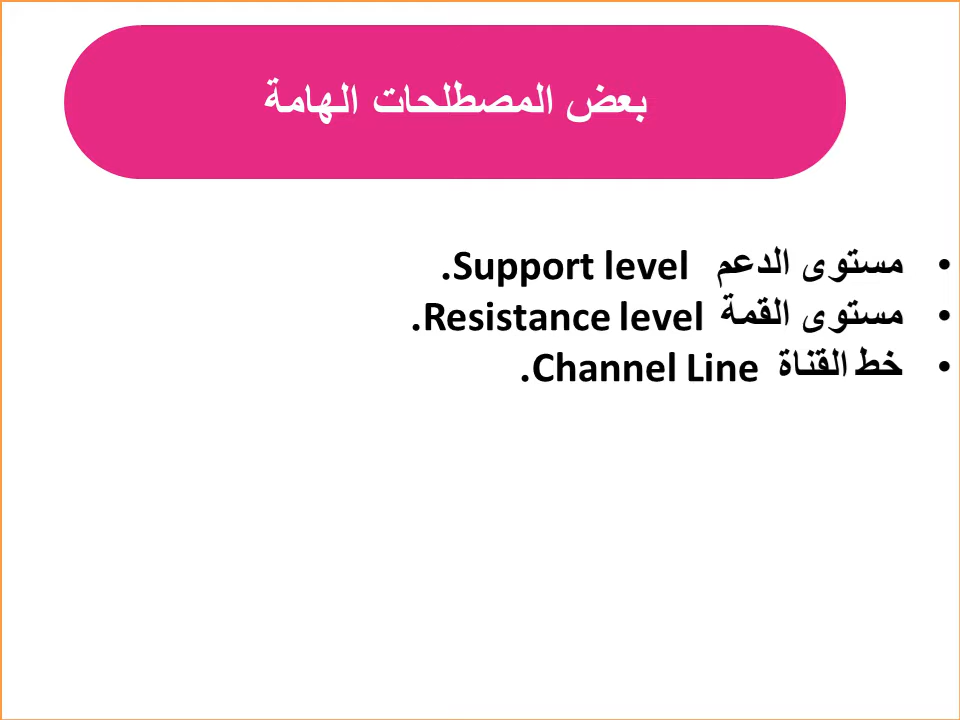 بعض المصطلحات الهامة
• مستوى الدعم Support level.
• مستوى القمة Resistance level.
• خط القناة Channel Line.